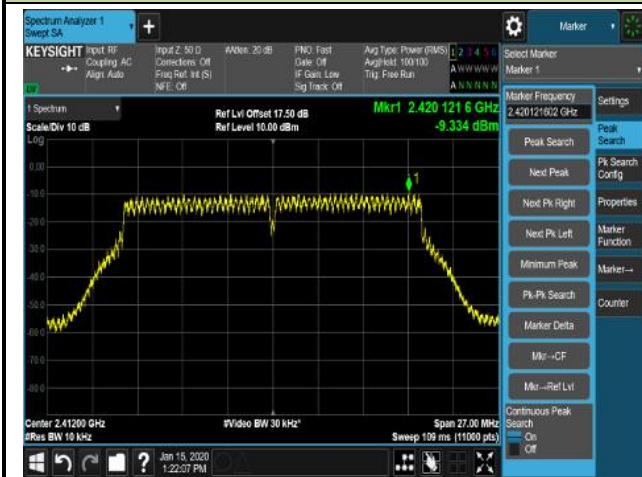 Spectrum Analyzer 1
Swept SA
+
Marker
KEYSIGHT Input: RF
Coupling: AC
Align: Auto
Input Z: 50 Ω
Corrections: Off
Freq Ref: Int (S)
NFE: Off
#Atten: 20 dB
PNO: Fast
Gate: Off
IF Gain: Low
Sig Track: Off
Avg Type: Power (RMS)
Avg|Hold: 100/100
Trig: Free Run
1 2 3 4 5 6
A W W W W W
A N N N N N
Select Marker
Marker 1
1 Spectrum
Scale/Div 10 dB
Log
Ref Lvl Offset 17.50 dB
Ref Level 10.00 dBm
Mkr1 2.420 121 6 GHz
-9.334 dBm
Marker Frequency
2.420121602 GHz
Settings
Peak Search
Next Peak
Next Pk Right
Next Pk Left
Minimum Peak
Pk-Pk Search
Marker Delta
Mkr→CF
Mkr→Ref Lvl
Continuous Peak
Search
On
Off
Peak
Search
Pk Search
Config
Properties
Marker
Function
Marker→
Counter
0.00
-10.0
-20.0
-30.0
-40.0
-50.0
-60.0
-70.0
-80.0
1
Center 2.41200 GHz
#Res BW 10 kHz
#Video BW 30 kHz*
Span 27.00 MHz
Sweep 109 ms (11000 pts)
?
Jan 15, 2020
1:22:07 PM